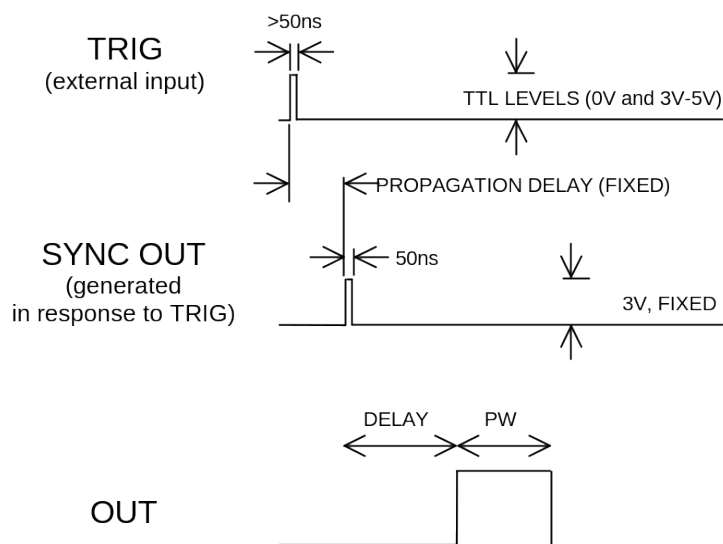 >50ns
TRIG
(external input)
TTL LEVELS (0V and 3V-5V)
PROPAGATION DELAY (FIXED)
SYNC OUT
(generated
in response to TRIG)
50ns
3V, FIXED
DELAY
PW
OUT